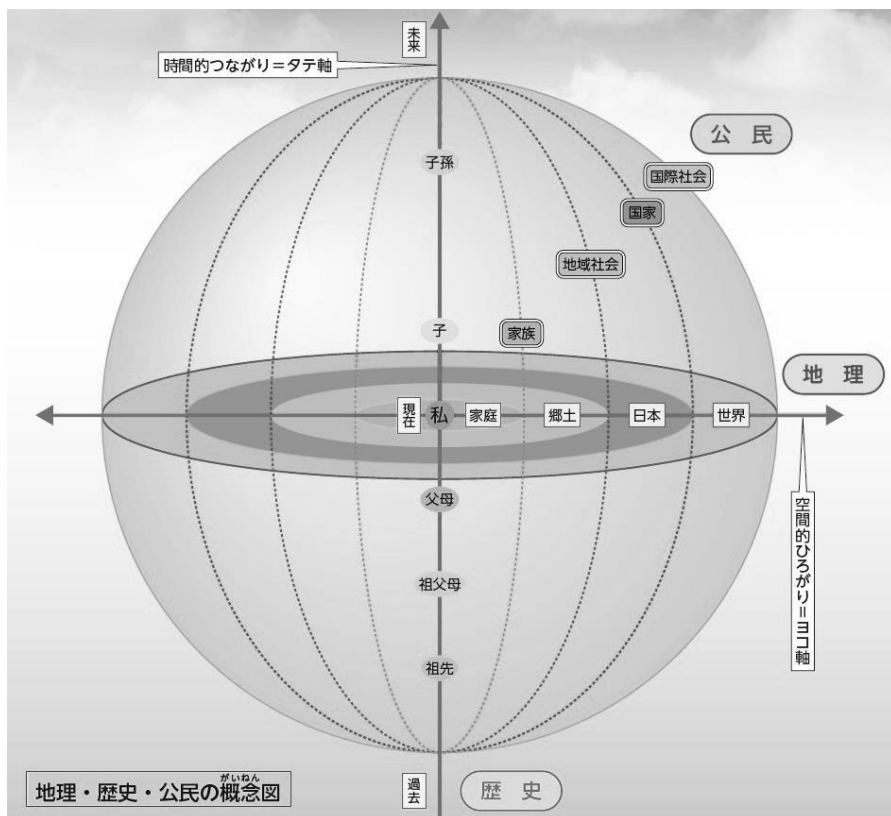 未来
時間的つながり=タテ軸
公 民
子孫
国際社会
国家
地域社会
子
家族
地 理
現在
私
家庭
郷土
日本
世界
父母
空間的ひろがり=ヨコ軸
祖父母
祖先
過去
歴 史
がいねん
地理・歴史・公民の概念図